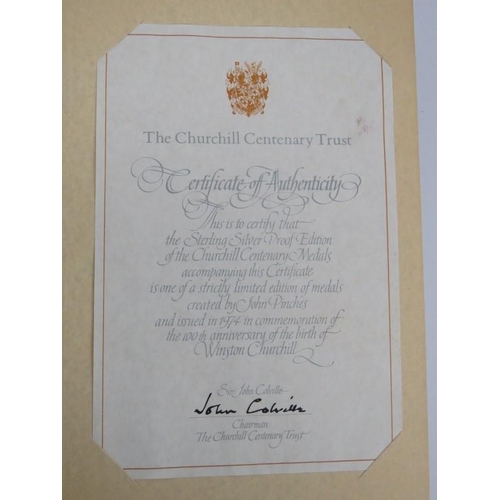 The Churchill Centenary Trust
Certificate of Authenticity
This is to certify that
the Sterling Silver Proof Edition
of the Churchill Centenary Medals
accompanying this Certificate
is one of a strictly limited edition of medals
created by John Pinches
and issued in 1974 in commemoration of
the 100th anniversary of the birth of
Winston Churchill
Sir John Colville
John Colville
Chairman
The Churchill Centenary Trust